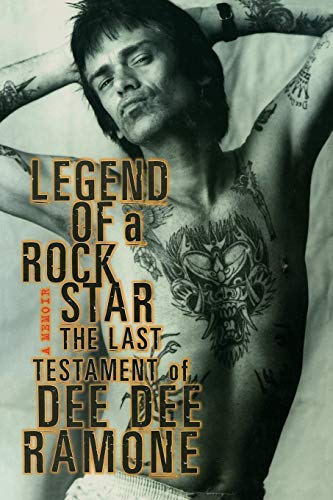 LEGEND
OF a
ROCK
STAR
A MEMOIR
THE LAST
TESTAMENT of
DEE DEE
RAMONE